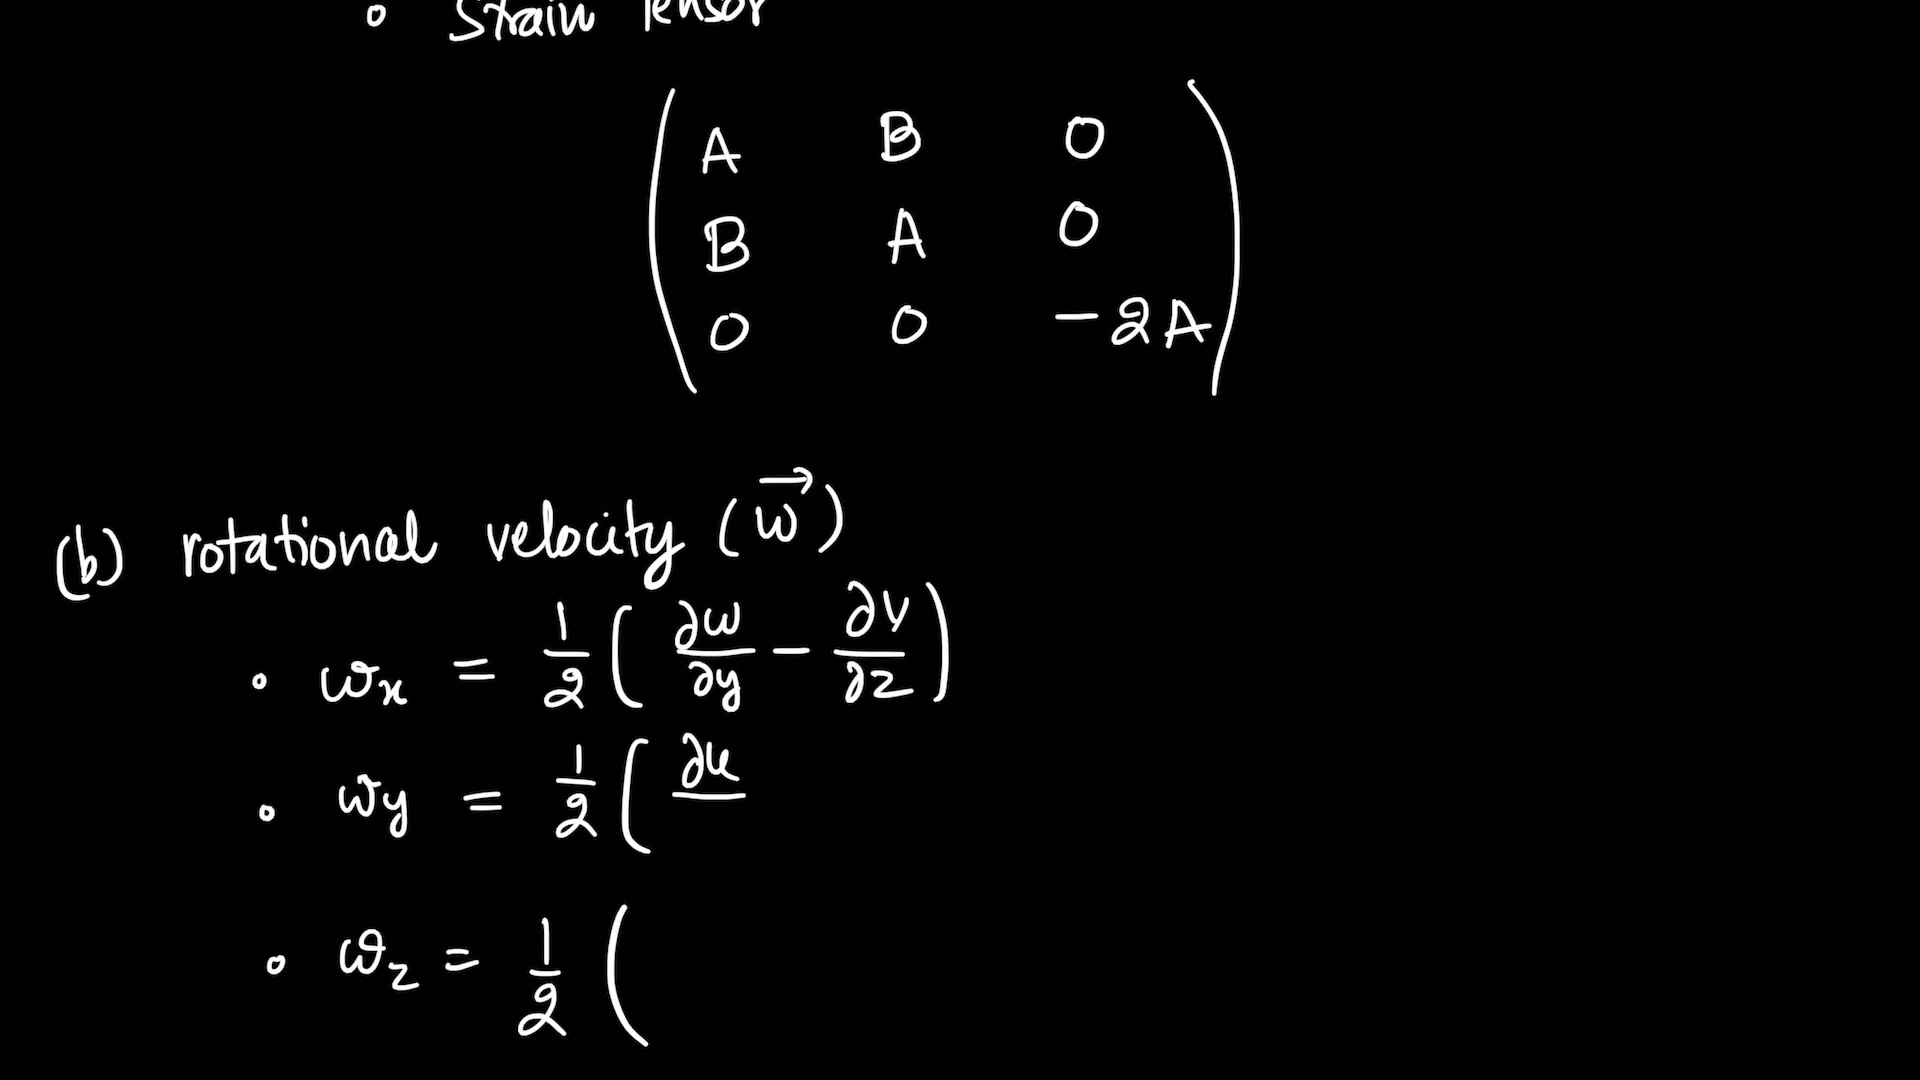 ◦ Strain Tensor
A B 0
B A 0
0 0 -2A
(b) rotational velocity (w⃗)
◦ ωx = 1/2 ( ∂w/∂y - ∂v/∂z )
◦ ωy = 1/2 ( ∂u/
◦ ωz = 1/2 (